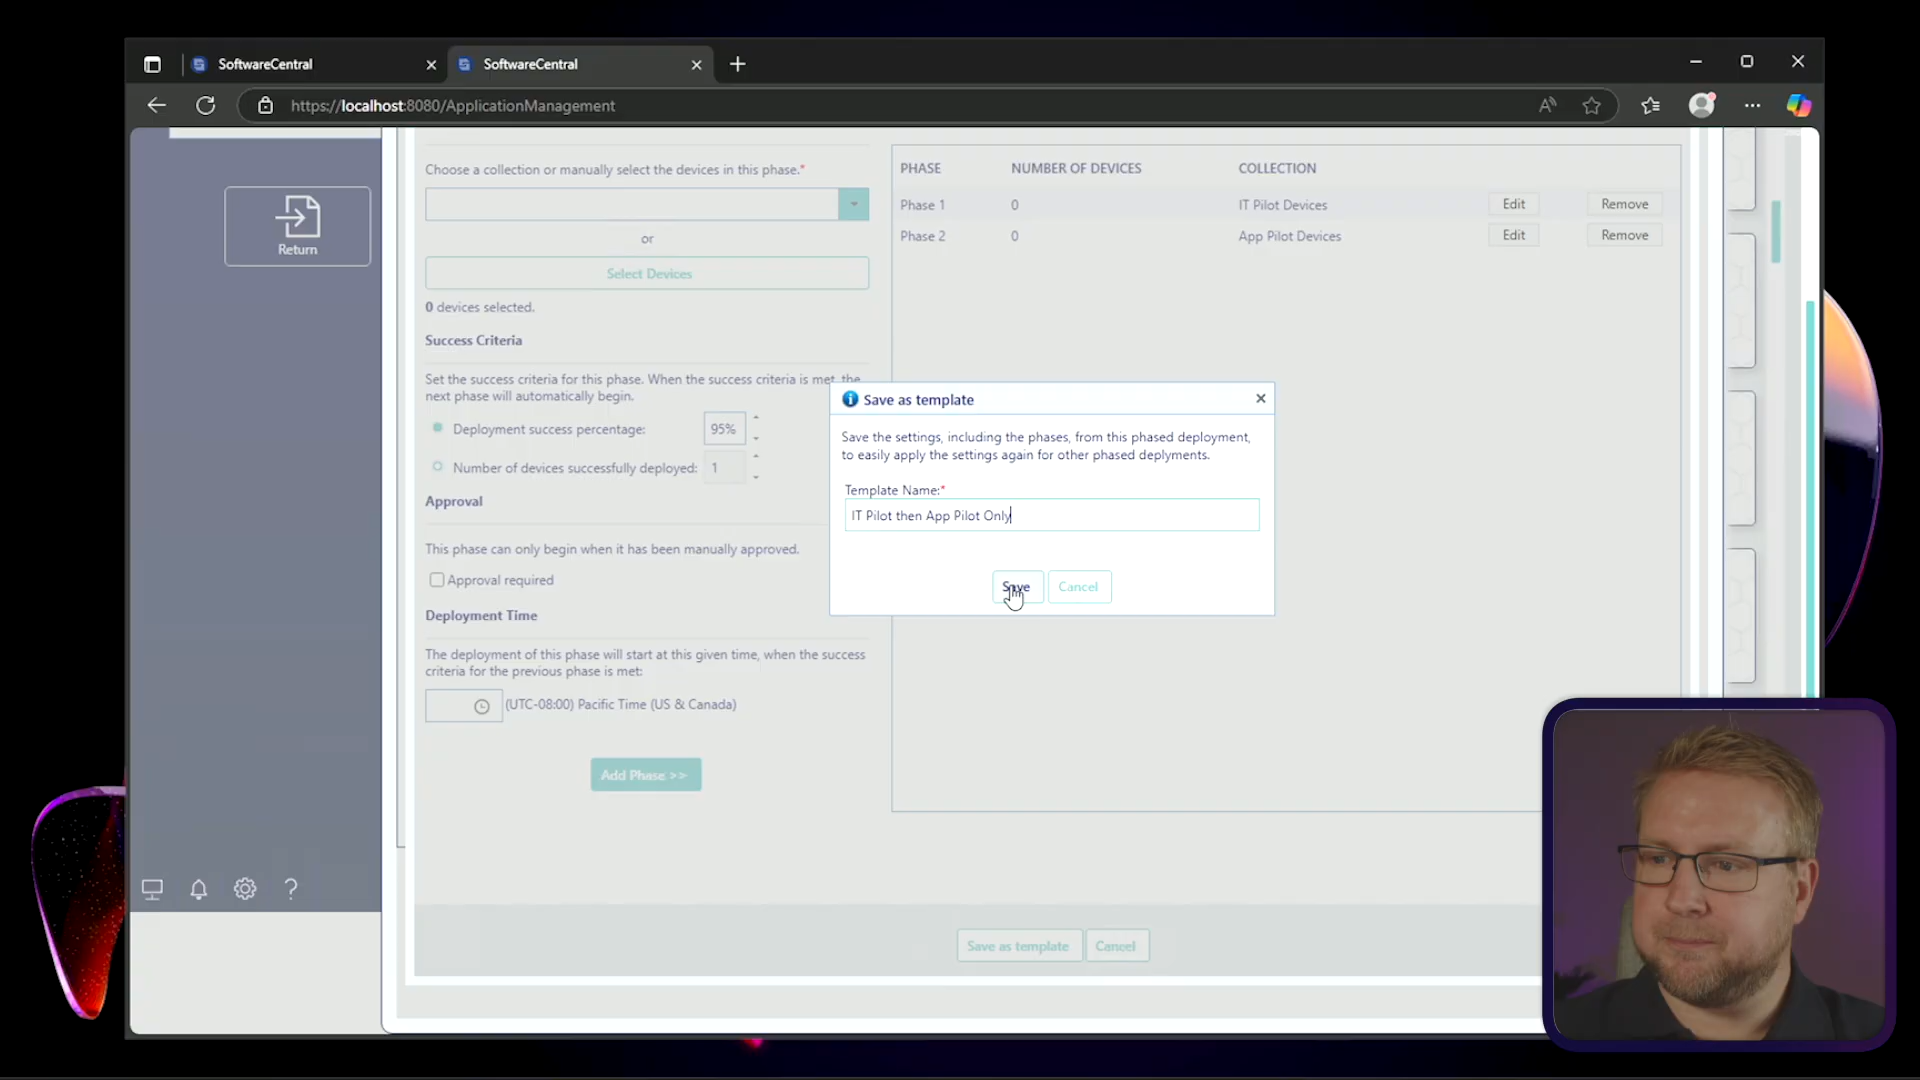 SoftwareCentral
SoftwareCentral
https://localhost:8080/ApplicationManagement
Return
Choose a collection or manually select the devices in this phase.*
or
Select Devices
0 devices selected.
Success Criteria
Set the success criteria for this phase. When the success criteria is met, the
next phase will automatically begin.
Deployment success percentage:
95%
Number of devices successfully deployed:
1
Approval
This phase can only begin when it has been manually approved.
Approval required
Deployment Time
The deployment of this phase will start at this given time, when the success
criteria for the previous phase is met:
(UTC-08:00) Pacific Time (US & Canada)
Add Phase >>
PHASE NUMBER OF DEVICES COLLECTION
Phase 1 0 IT Pilot Devices Edit Remove
Phase 2 0 App Pilot Devices Edit Remove
Save as template
Save the settings, including the phases, from this phased deployment,
to easily apply the settings again for other phased deplyments.
Template Name:*
IT Pilot then App Pilot Only
Save Cancel
Save as template Cancel